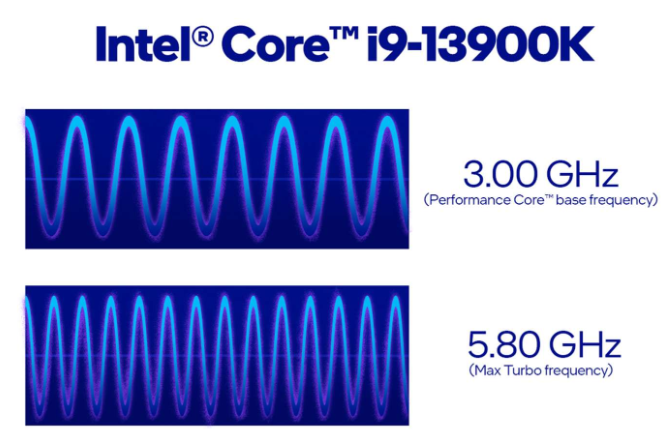 Intel® Core™ i9-13900K
3.00 GHz
(Performance Core™ base frequency)
5.80 GHz
(Max Turbo frequency)